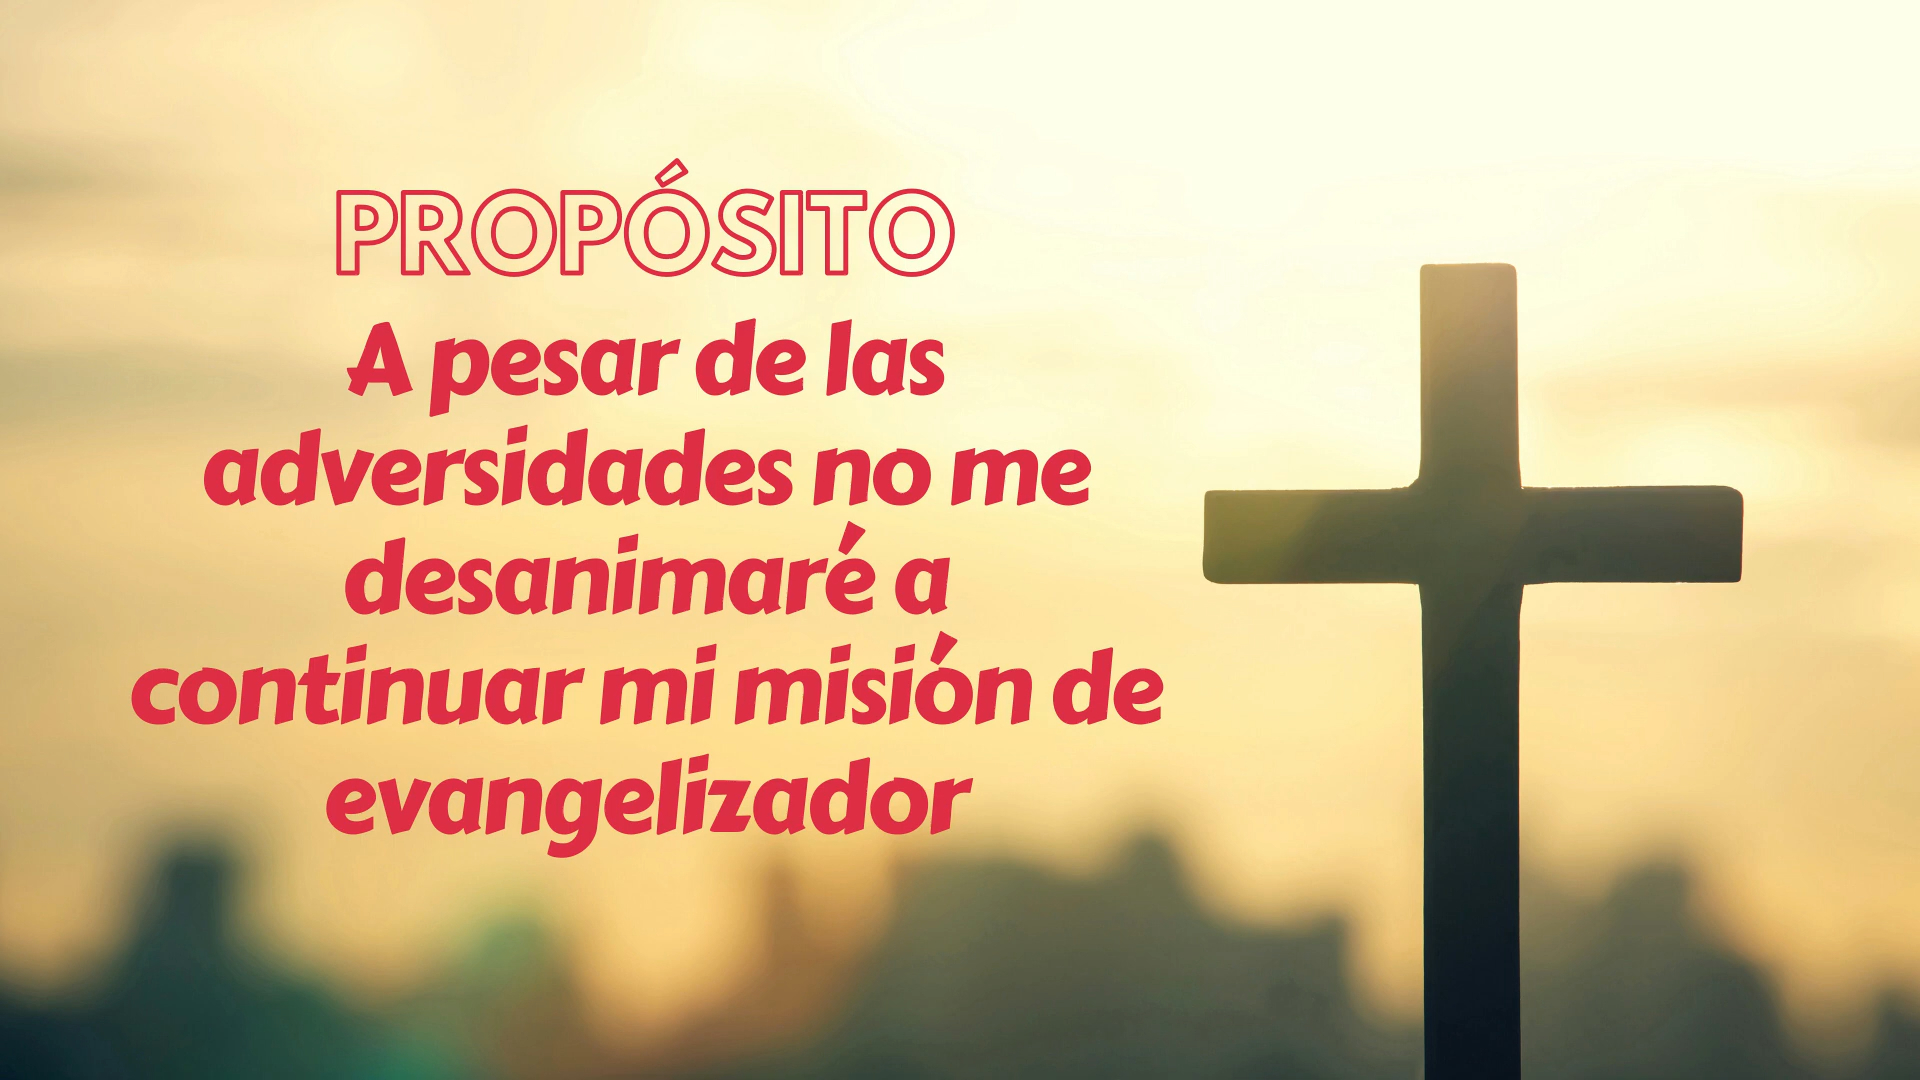 PROPÓSITO
A pesar de las
adversidades no me
desanimaré a
continuar mi misión de
evangelizador